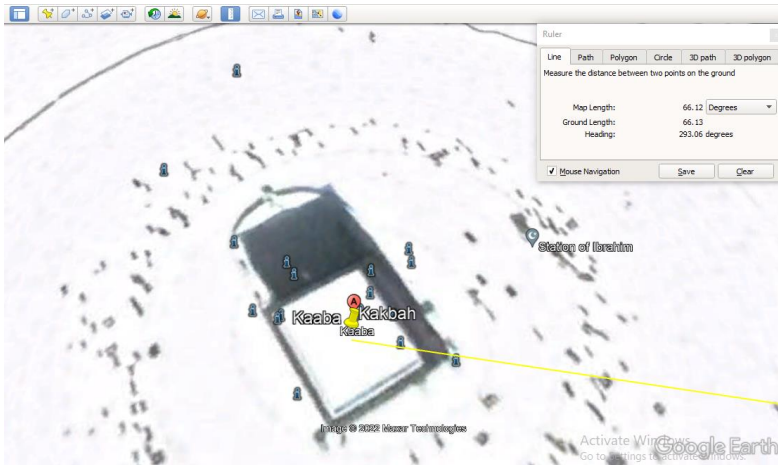 Ruler
Line Path Polygon Circle 3D path 3D polygon
Measure the distance between two points on the ground
Map Length: 66.12 Degrees
Ground Length: 66.13
Heading: 293.06 degrees
Mouse Navigation Save Clear
Station of Ibrahim
A
Kaaba Kakbah
Kaaba
Image © 2022 Maxar Technologies
Activate Windows
Google Earth
Go to Settings to activate Windows.